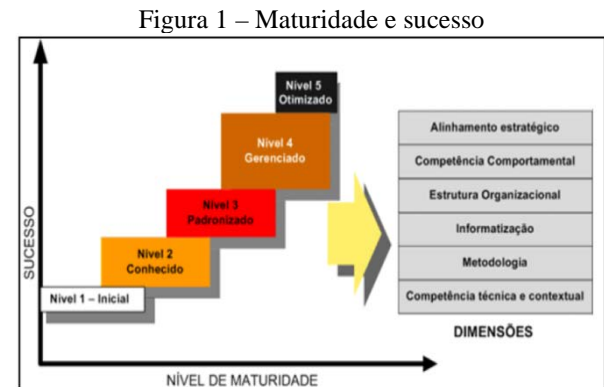 Figura 1 – Maturidade e sucesso
SUCESSO
Nível 5
Otimizado
Nível 4
Gerenciado
Nível 3
Padronizado
Nível 2
Conhecido
Nível 1 – Inicial
NÍVEL DE MATURIDADE
Alinhamento estratégico
Competência Comportamental
Estrutura Organizacional
Informatização
Metodologia
Competência técnica e contextual
DIMENSÕES